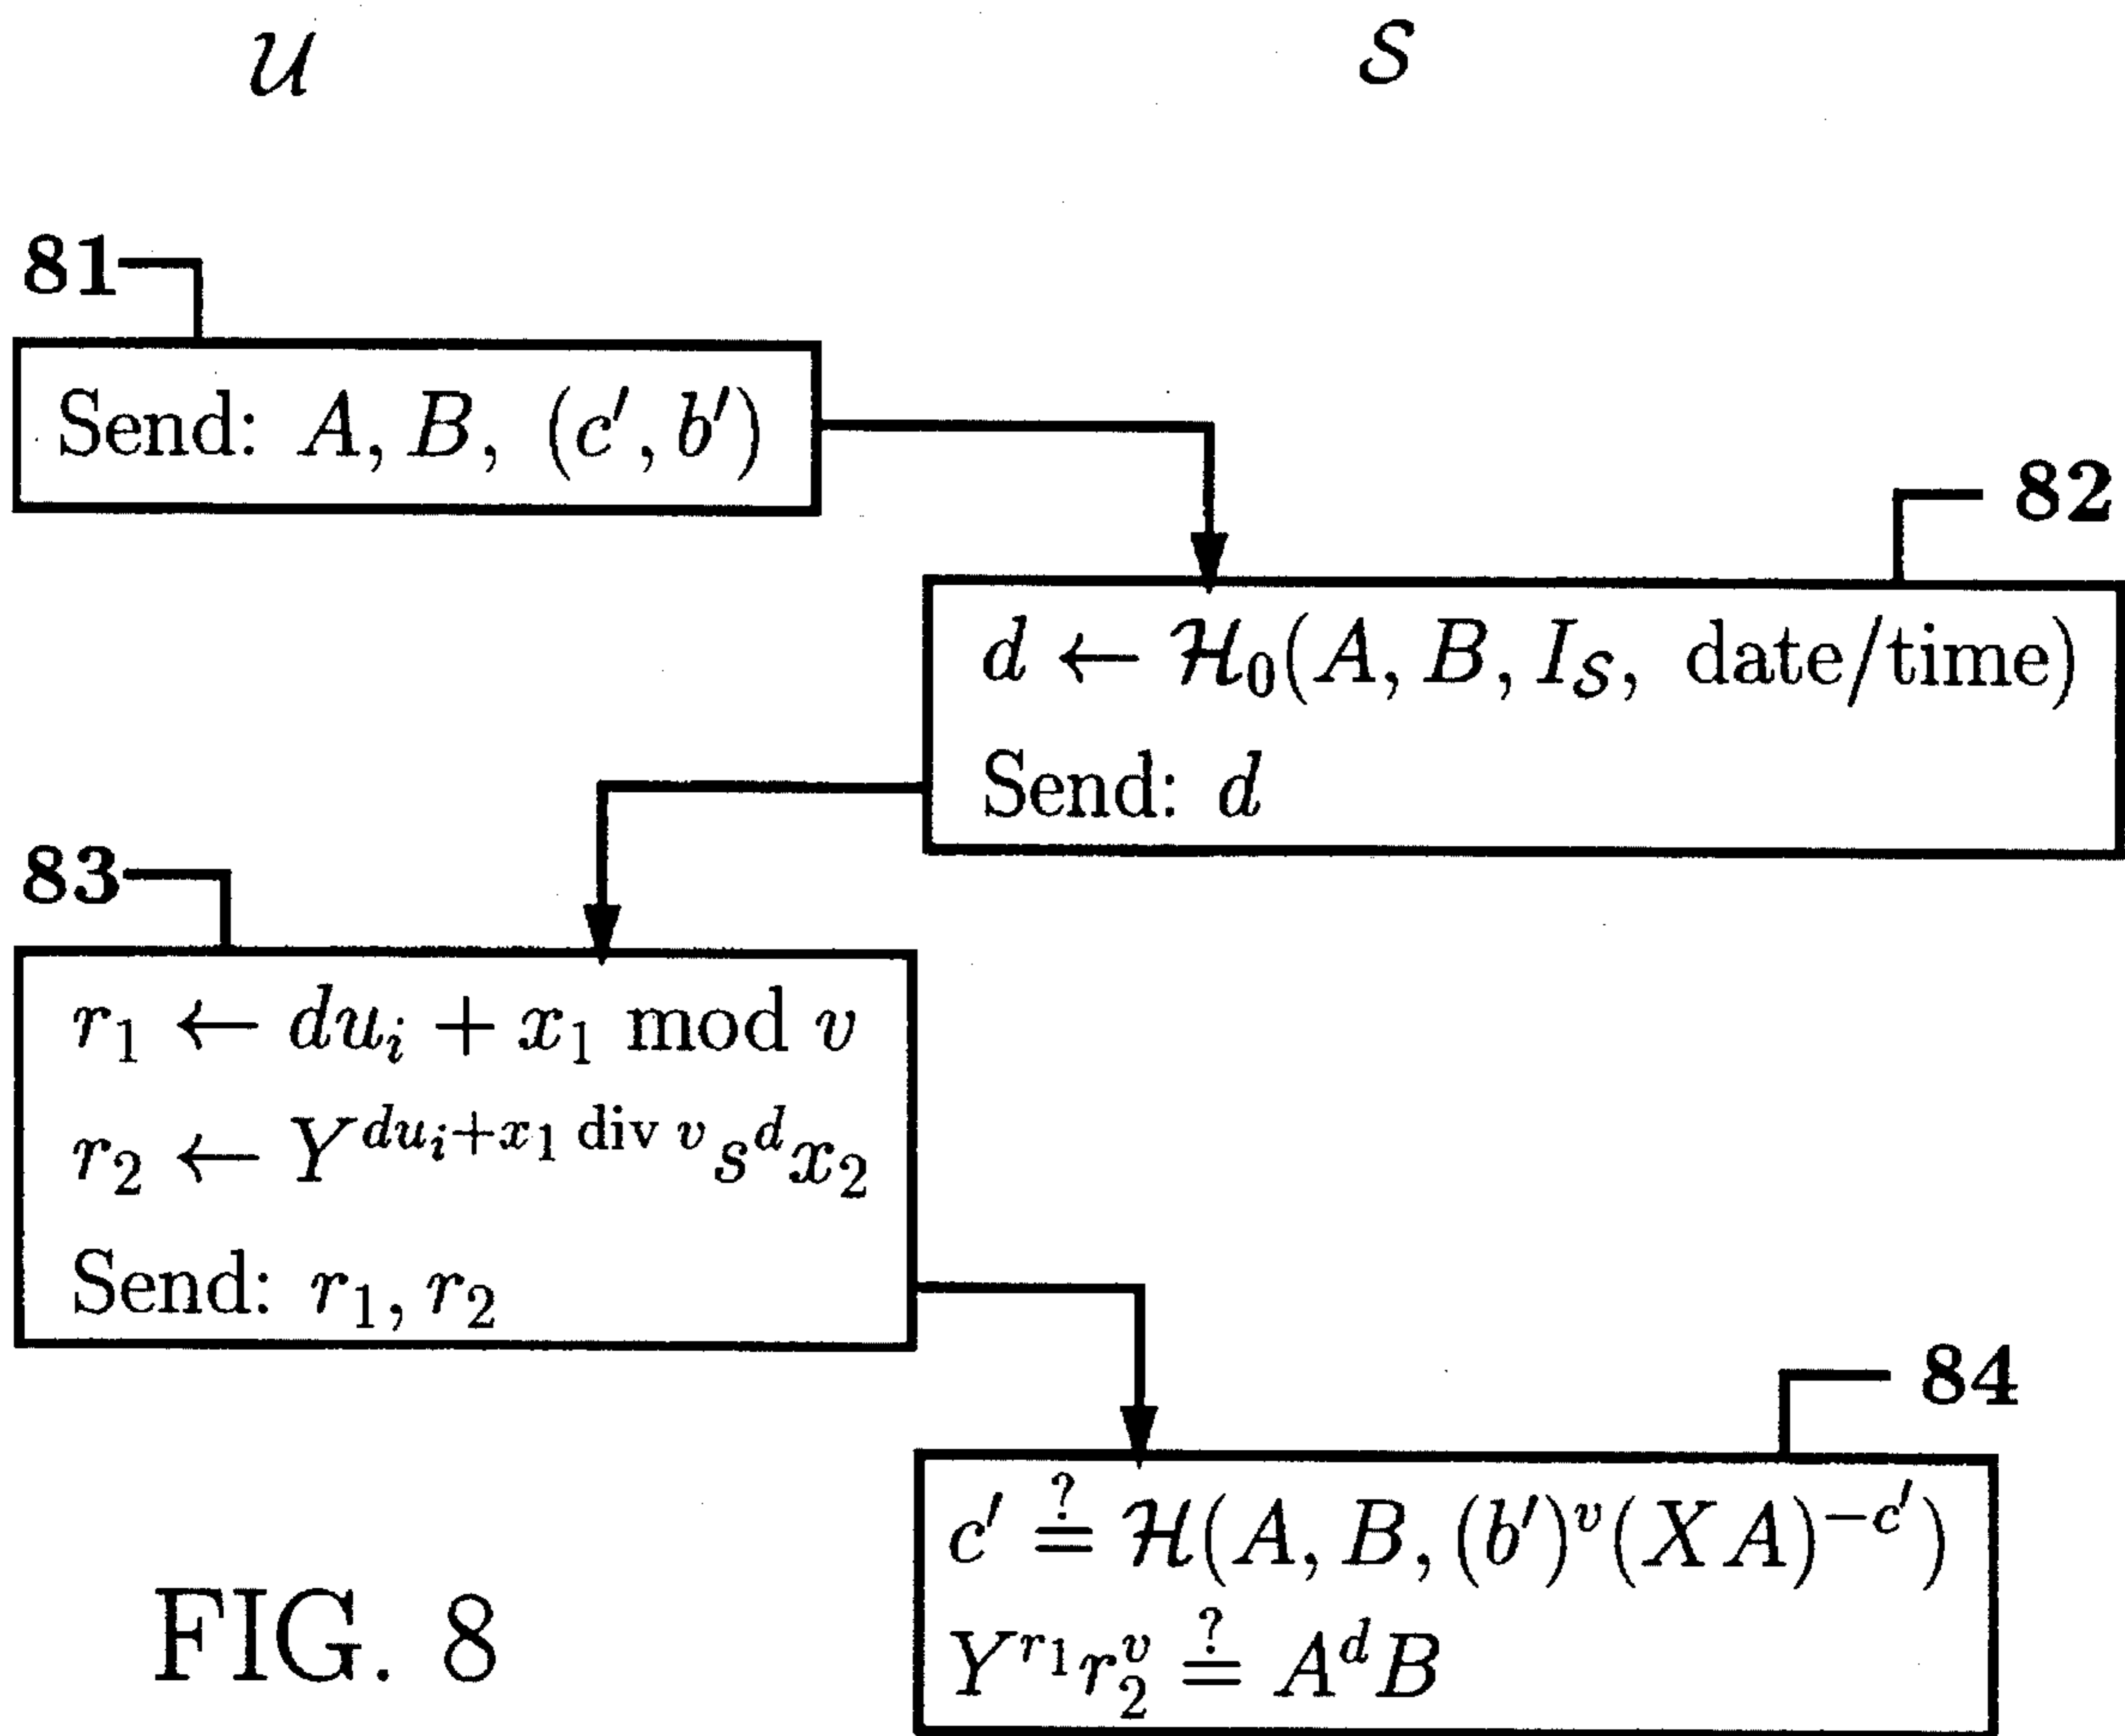 𝒰 𝒮
81
Send: A, B, (c′, b′)
82
d ← ℋ₀(A, B, I_𝒮, date/time)
Send: d
83
r₁ ← du_i + x₁ mod v
r₂ ← Y^{du_i+x₁ div v} s^d x₂
Send: r₁, r₂
84
c′ ≟ ℋ(A, B, (b′)^v (XA)^{−c′})
Y^{r₁} r₂^v ≟ A^d B
FIG. 8